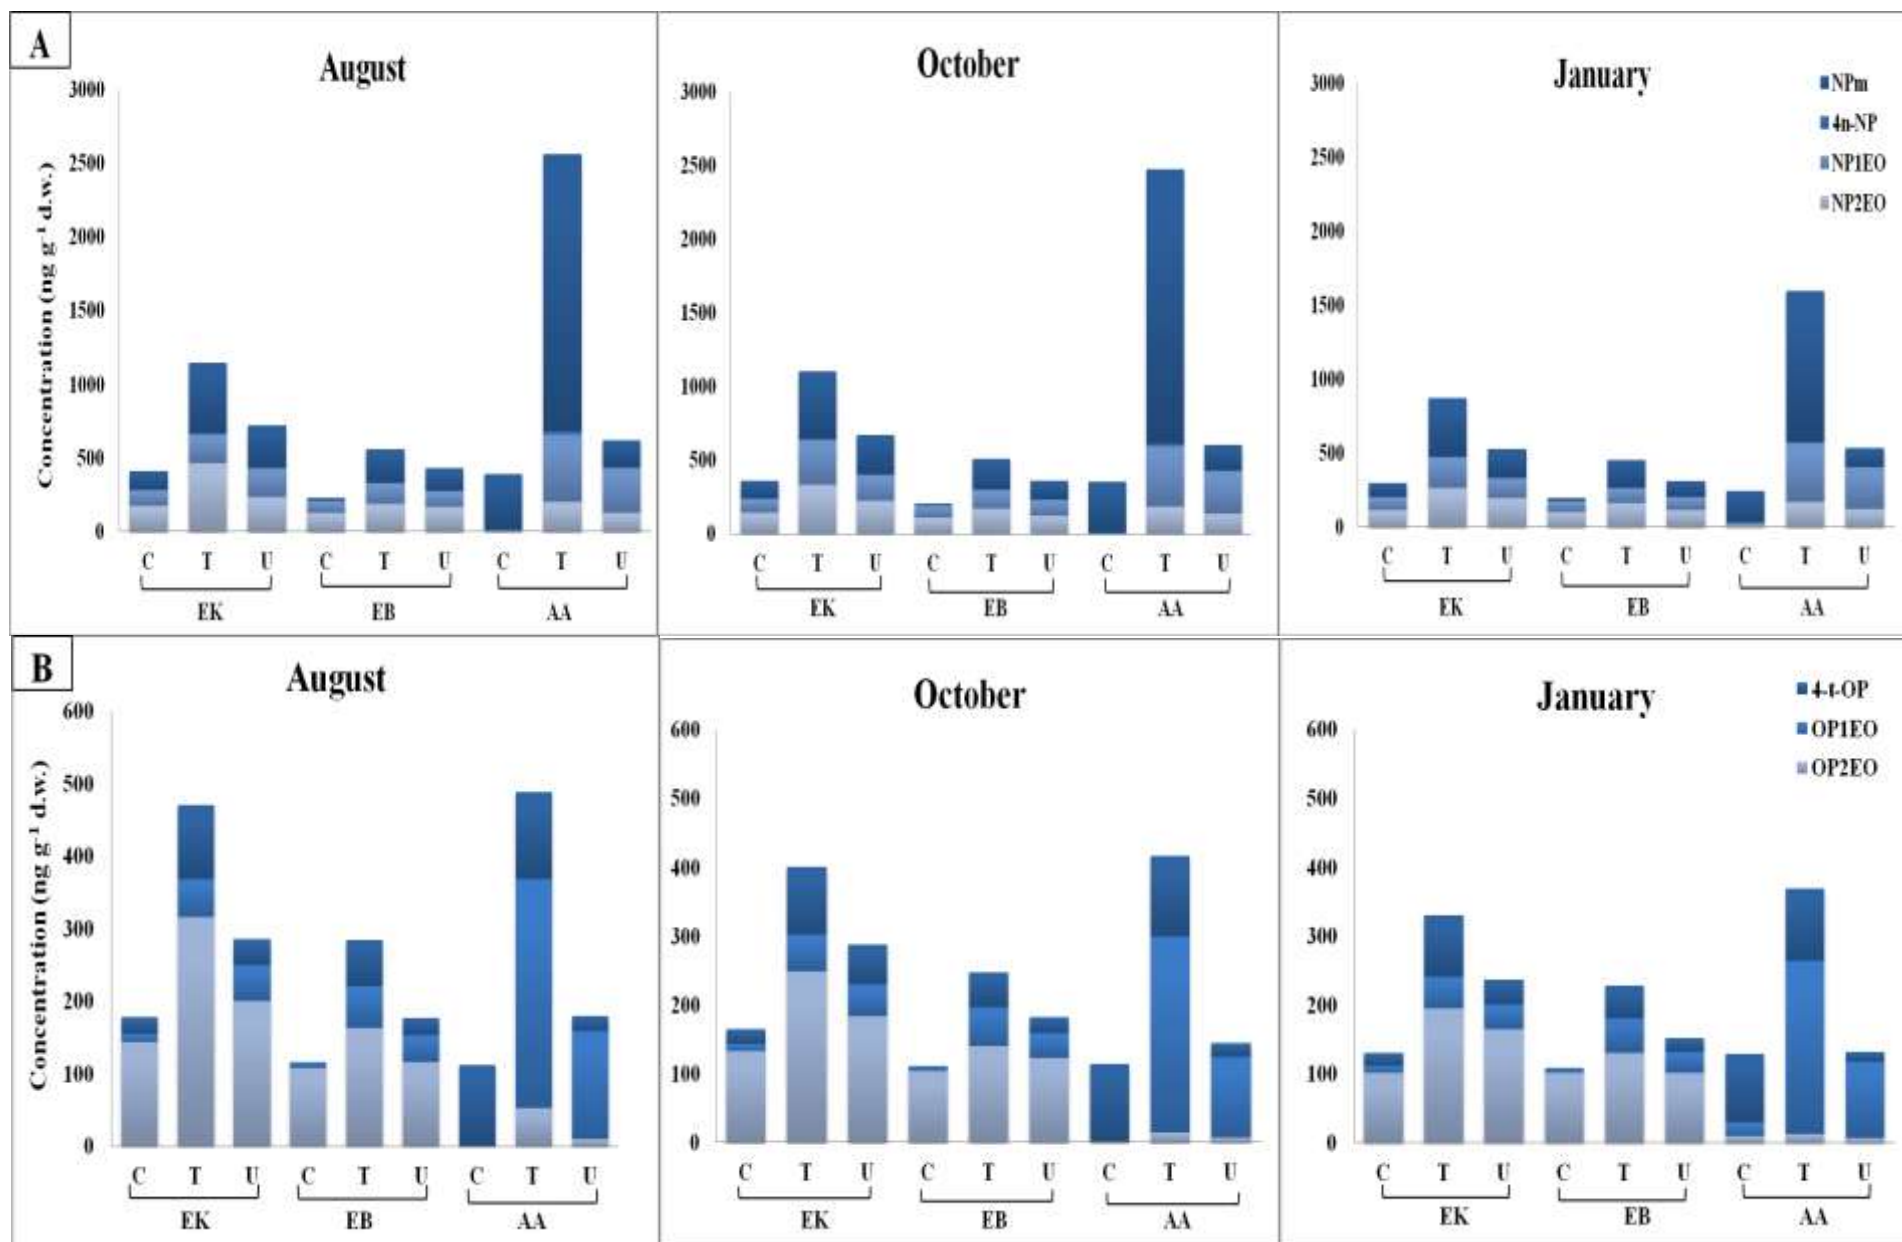 A
August
October
January
3000
2500
2000
1500
1000
500
0
Concentration (ng g⁻¹ d.w.)
C T U C T U C T U
EK EB AA
3000
2500
2000
1500
1000
500
0
C T U C T U C T U
EK EB AA
3000
2500
2000
1500
1000
500
0
C T U C T U C T U
EK EB AA
NPm
4n-NP
NP1EO
NP2EO
B
August
October
January
600
500
400
300
200
100
0
Concentration (ng g⁻¹ d.w.)
C T U C T U C T U
EK EB AA
600
500
400
300
200
100
0
C T U C T U C T U
EK EB AA
600
500
400
300
200
100
0
C T U C T U C T U
EK EB AA
4-t-OP
OP1EO
OP2EO